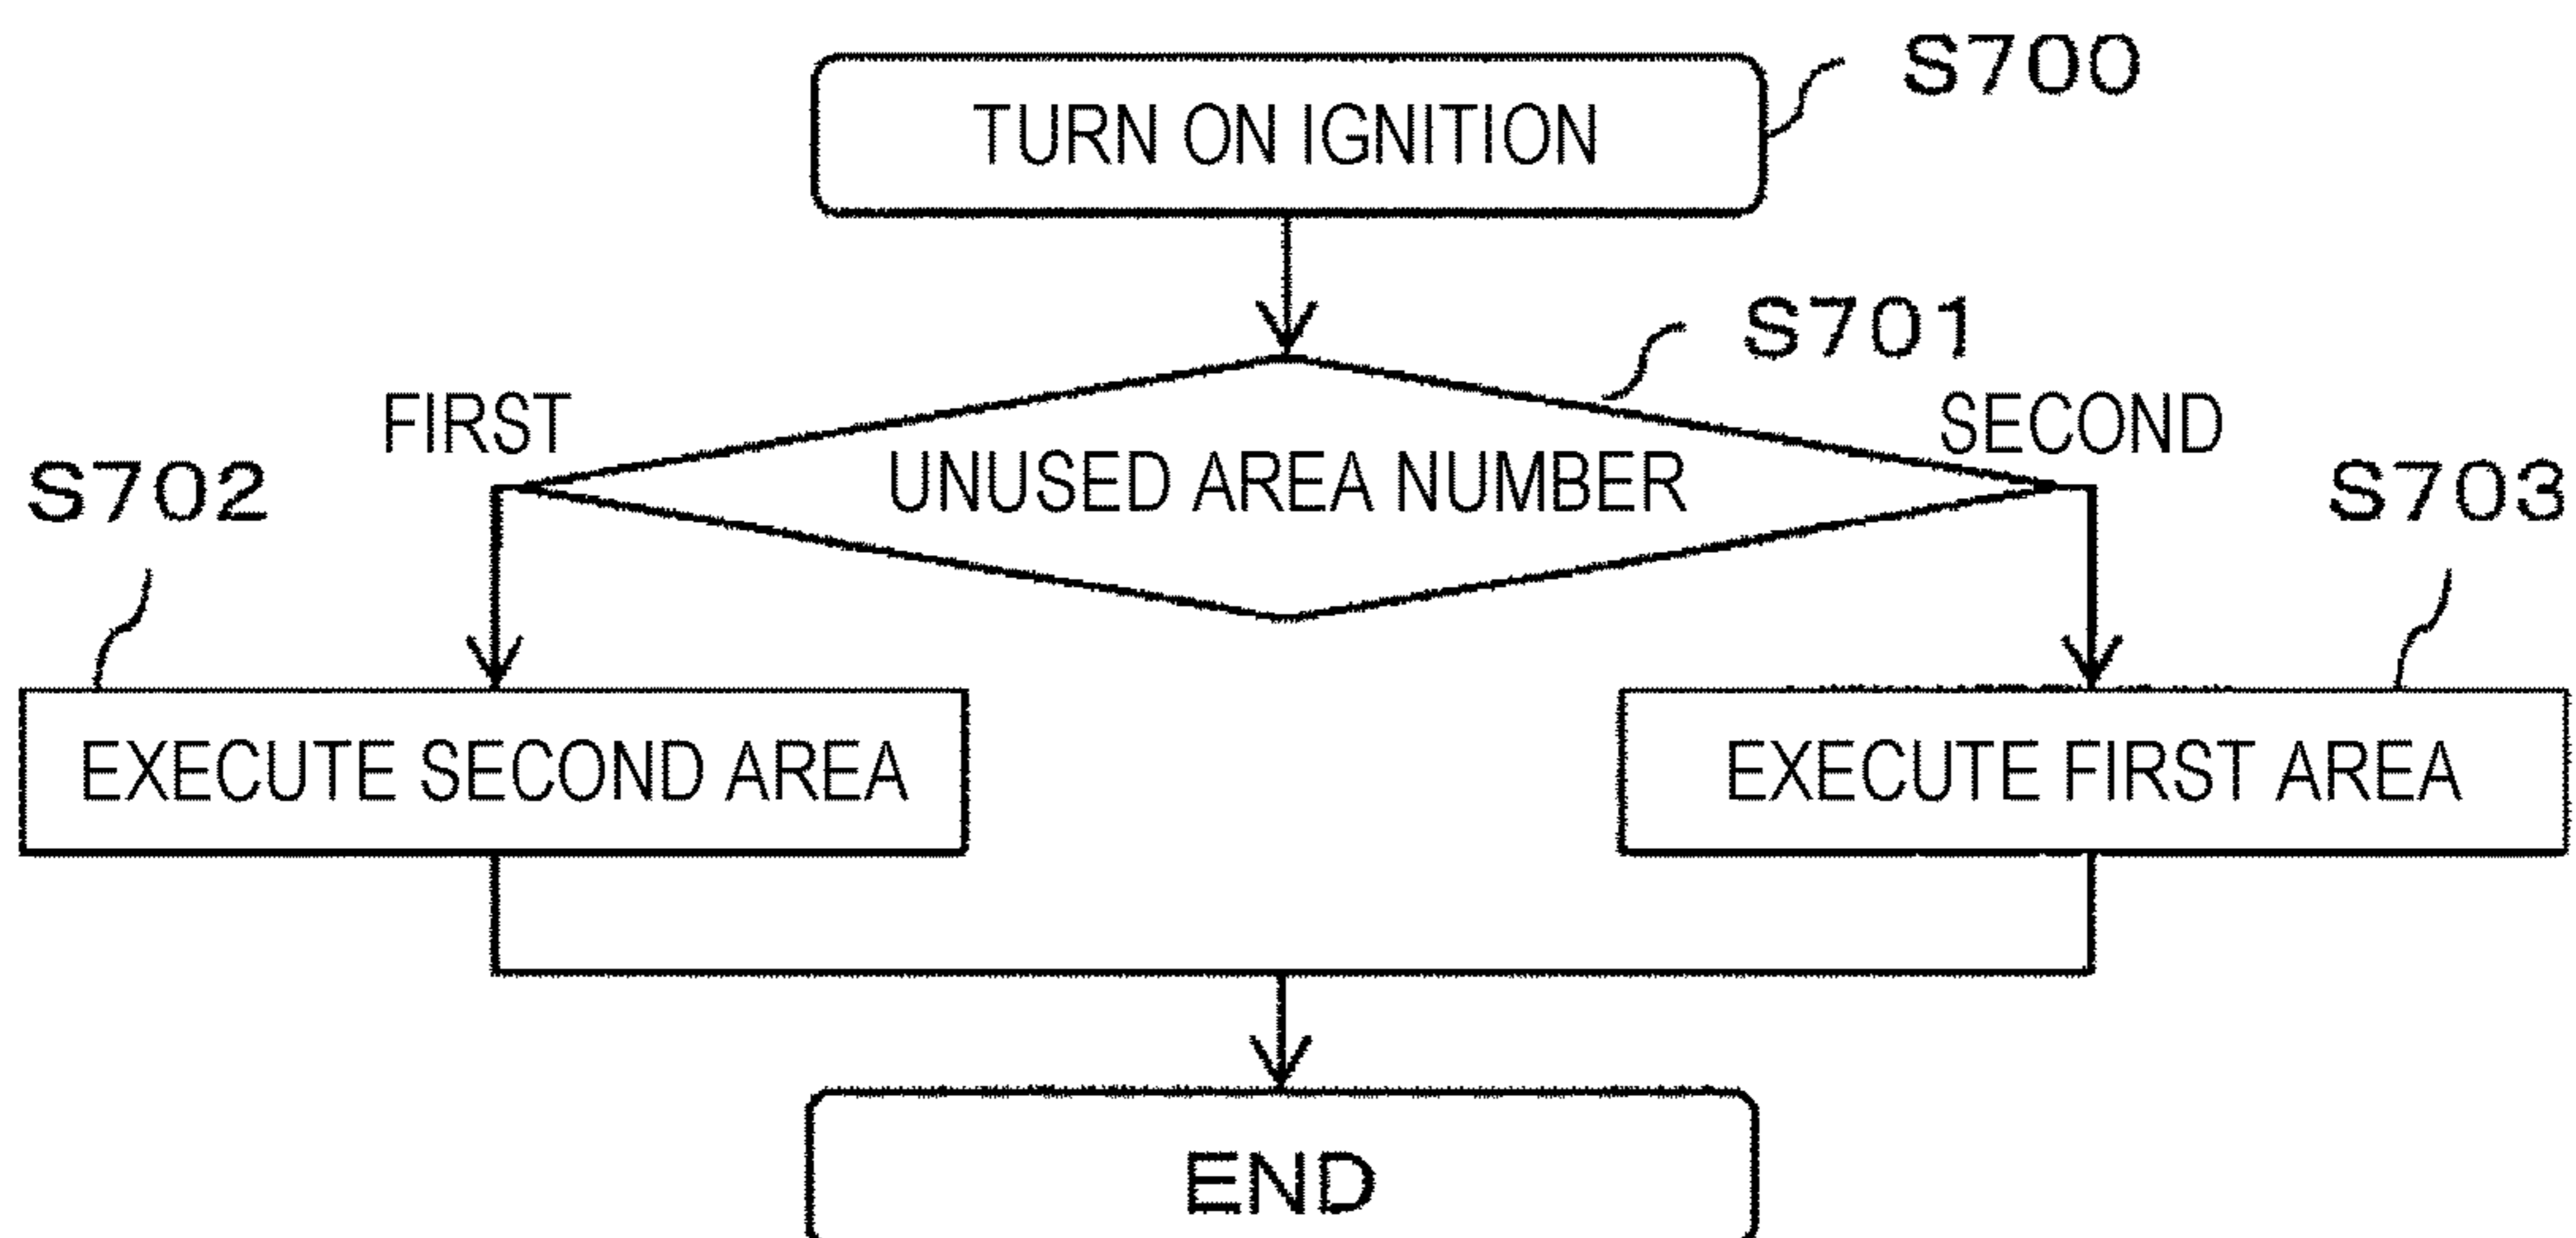 S700
TURN ON IGNITION
S701
FIRST
SECOND
UNUSED AREA NUMBER
S702
S703
EXECUTE SECOND AREA
EXECUTE FIRST AREA
END